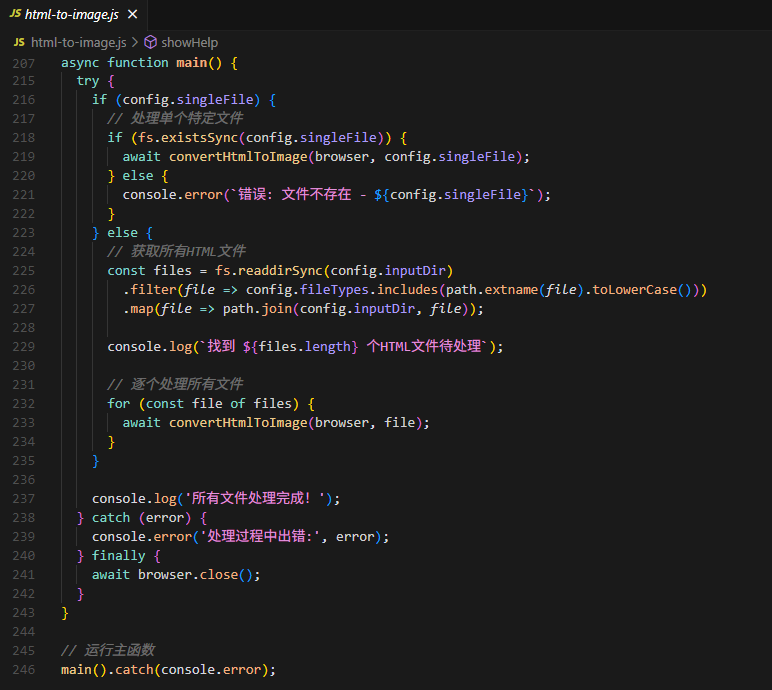 JS html-to-image.js ×
JS html-to-image.js > showHelp
207 async function main() {
215 try {
216 if (config.singleFile) {
217 // 处理单个特定文件
218 if (fs.existsSync(config.singleFile)) {
219 await convertHtmlToImage(browser, config.singleFile);
220 } else {
221 console.error(`错误: 文件不存在 - ${config.singleFile}`);
222 }
223 } else {
224 // 获取所有HTML文件
225 const files = fs.readdirSync(config.inputDir)
226 .filter(file => config.fileTypes.includes(path.extname(file).toLowerCase()))
227 .map(file => path.join(config.inputDir, file));
228
229 console.log(`找到 ${files.length} 个HTML文件待处理`);
230
231 // 逐个处理所有文件
232 for (const file of files) {
233 await convertHtmlToImage(browser, file);
234 }
235 }
236
237 console.log('所有文件处理完成！');
238 } catch (error) {
239 console.error('处理过程中出错:', error);
240 } finally {
241 await browser.close();
242 }
243 }
244
245 // 运行主函数
246 main().catch(console.error);